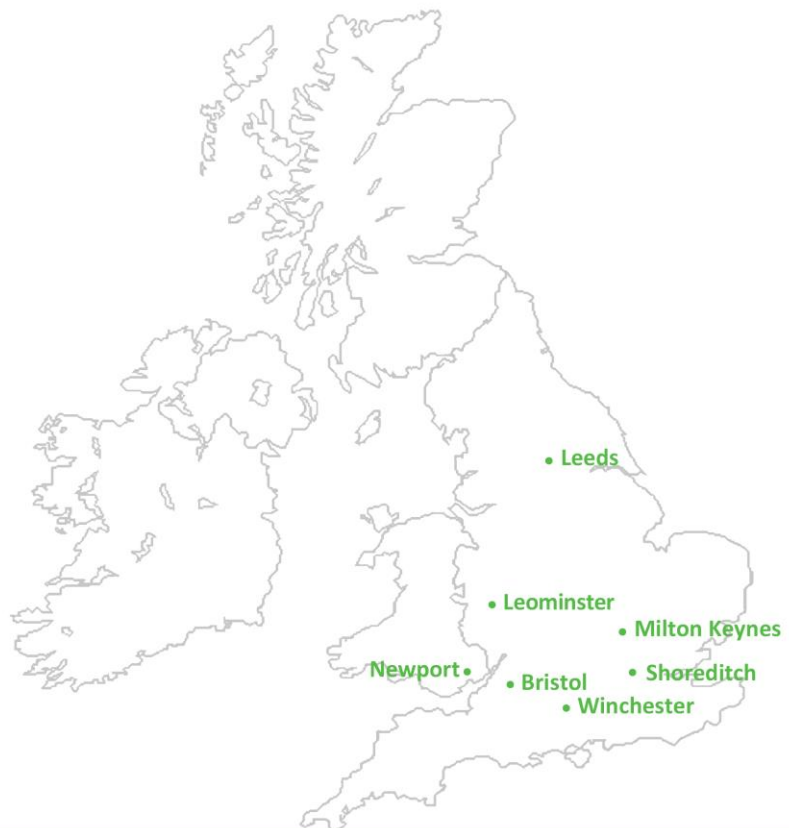 Leeds
Leominster
Milton Keynes
Newport
Shoreditch
Bristol
Winchester